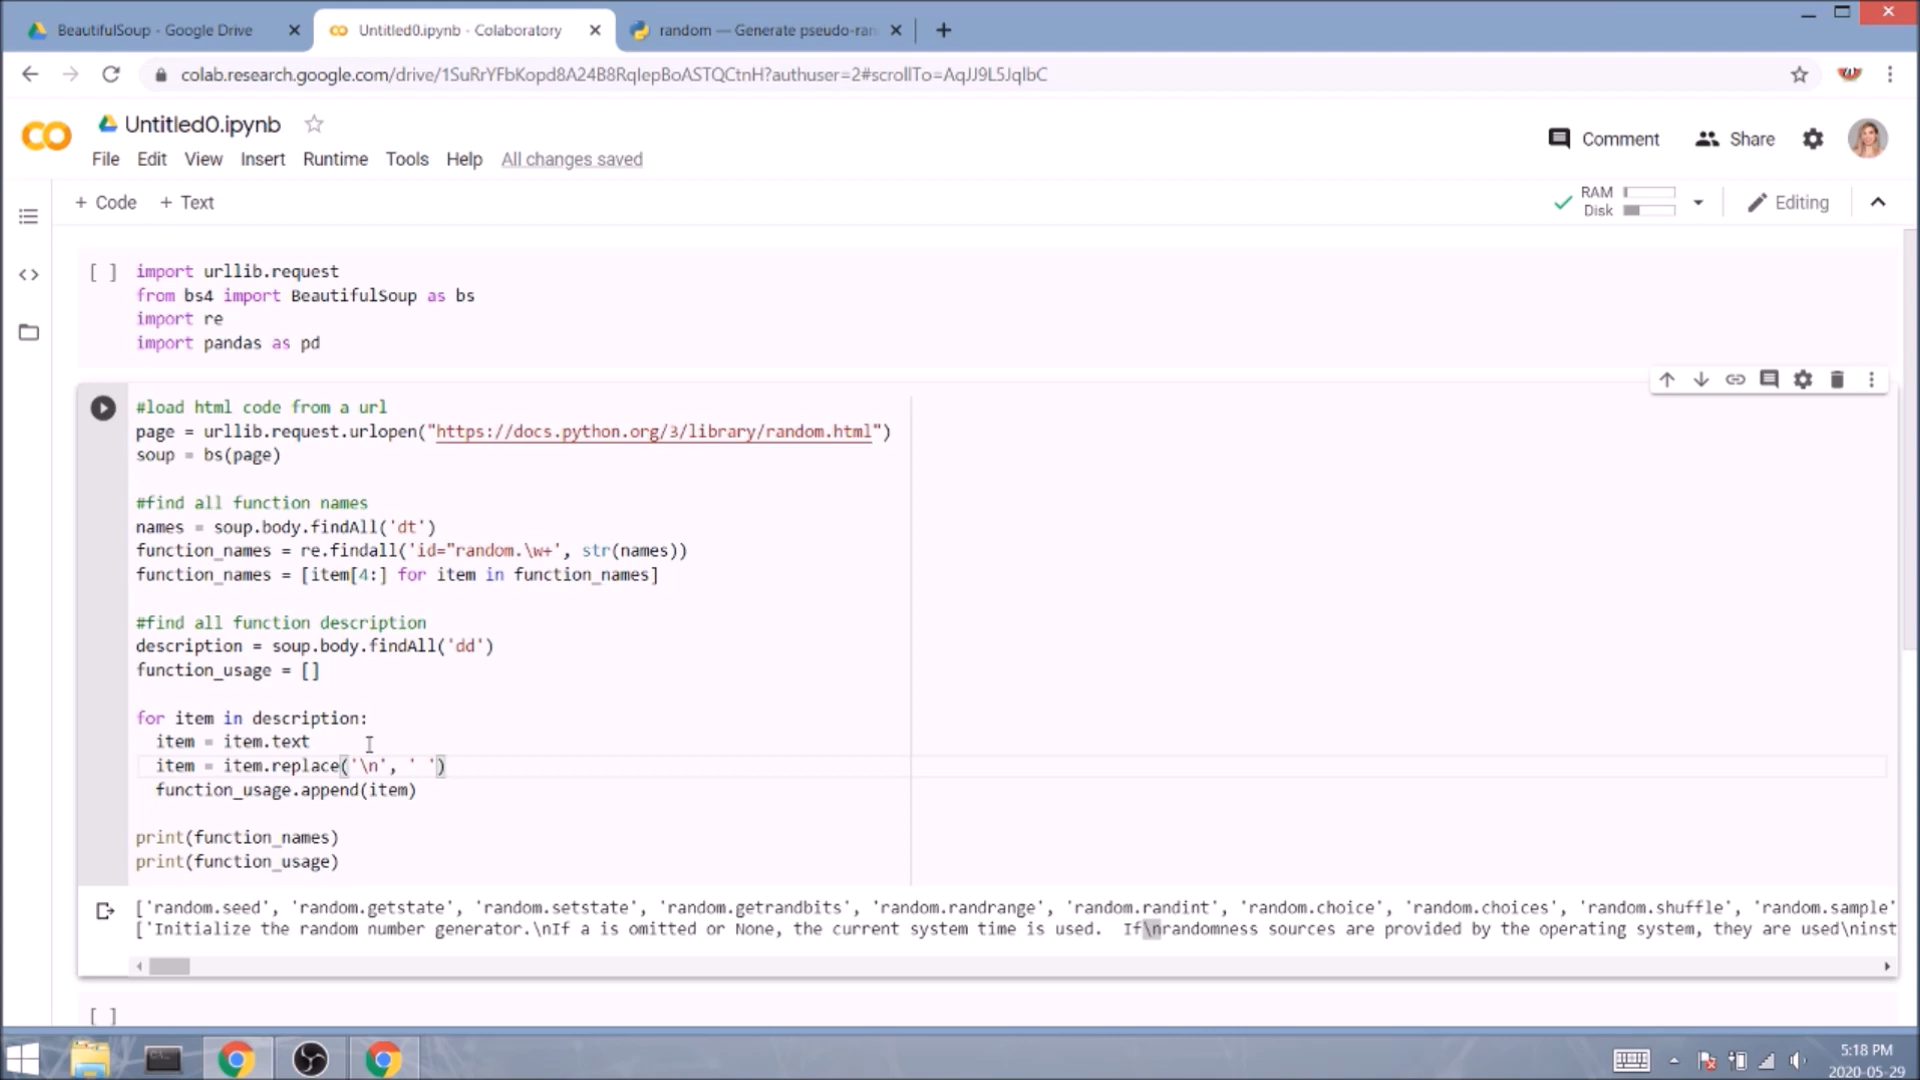 BeautifulSoup - Google Drive
Untitled0.ipynb - Colaboratory
random — Generate pseudo-ran
colab.research.google.com/drive/1SuRrYFbKopd8A24B8RqIepBoASTQCtnH?authuser=2#scrollTo=AqJJ9L5JqlbC
Untitled0.ipynb
Comment
Share
File Edit View Insert Runtime Tools Help All changes saved
+ Code + Text
RAM
Disk
Editing
[ ] import urllib.request
from bs4 import BeautifulSoup as bs
import re
import pandas as pd
#load html code from a url
page = urllib.request.urlopen("https://docs.python.org/3/library/random.html")
soup = bs(page)
#find all function names
names = soup.body.findAll('dt')
function_names = re.findall('id="random.\w+', str(names))
function_names = [item[4:] for item in function_names]
#find all function description
description = soup.body.findAll('dd')
function_usage = []
for item in description:
item = item.text
item = item.replace('\n', ' ')
function_usage.append(item)
print(function_names)
print(function_usage)
['random.seed', 'random.getstate', 'random.setstate', 'random.getrandbits', 'random.randrange', 'random.randint', 'random.choice', 'random.choices', 'random.shuffle', 'random.sample'
['Initialize the random number generator.\nIf a is omitted or None, the current system time is used.  If\nrandomness sources are provided by the operating system, they are used\ninst
[ ]
5:18 PM
2020-05-29